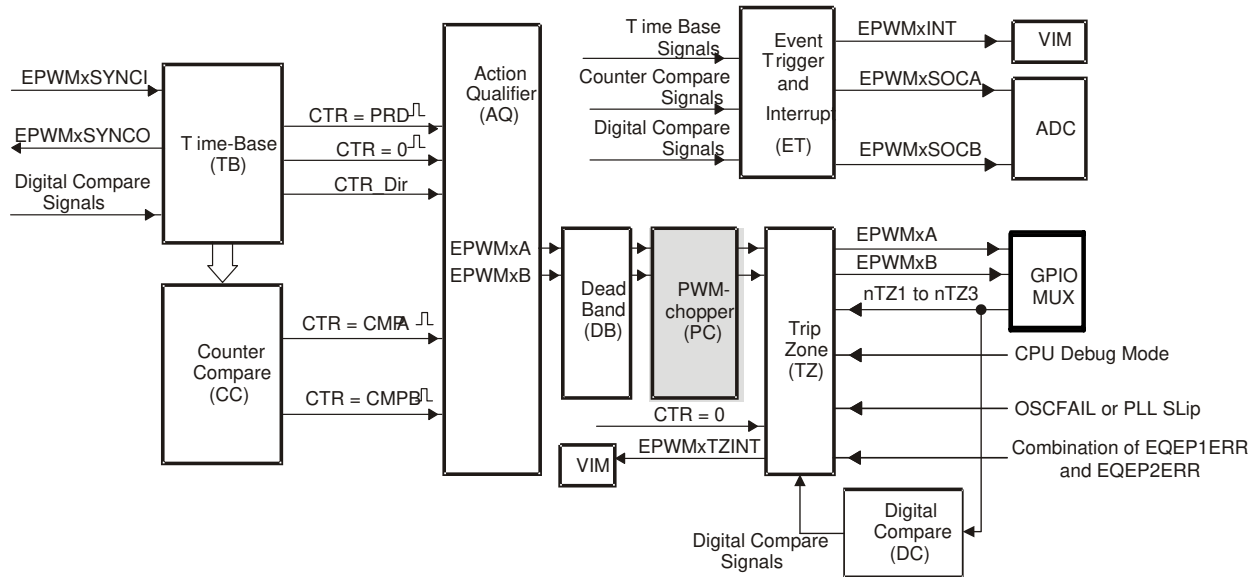 EPWMxSYNCI
EPWMxSYNCO
Digital Compare
Signals
T ime-Base
(TB)
CTR = PRD
CTR = 0
CTR_Dir
Counter
Compare
(CC)
CTR = CMPA
CTR = CMPB
Action
Qualifier
(AQ)
EPWMxA
EPWMxB
Dead
Band
(DB)
PWM-
chopper
(PC)
CTR = 0
EPWMxTZINT
VIM
T ime Base
Signals
Counter Compare
Signals
Digital Compare
Signals
Event
Trigger
and
Interrupt
(ET)
EPWMxINT
EPWMxSOCA
EPWMxSOCB
VIM
ADC
Trip
Zone
(TZ)
EPWMxA
EPWMxB
nTZ1 to nTZ3
GPIO
MUX
CPU Debug Mode
OSCFAIL or PLL SLip
Combination of EQEP1ERR
and EQEP2ERR
Digital
Compare
(DC)
Digital Compare
Signals